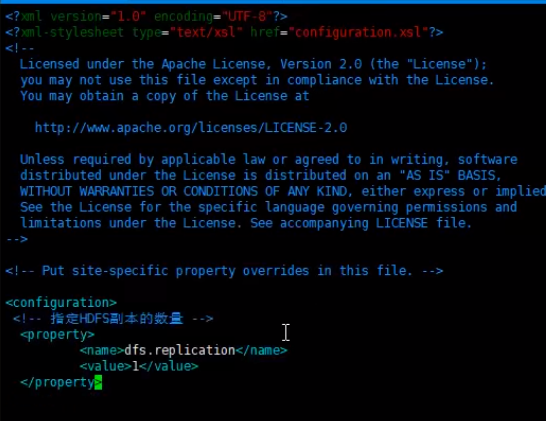 <?xml version="1.0" encoding="UTF-8"?>
<?xml-stylesheet type="text/xsl" href="configuration.xsl"?>
<!--
  Licensed under the Apache License, Version 2.0 (the "License");
  you may not use this file except in compliance with the License.
  You may obtain a copy of the License at

    http://www.apache.org/licenses/LICENSE-2.0

  Unless required by applicable law or agreed to in writing, software
  distributed under the License is distributed on an "AS IS" BASIS,
  WITHOUT WARRANTIES OR CONDITIONS OF ANY KIND, either express or implied
  See the License for the specific language governing permissions and
  limitations under the License. See accompanying LICENSE file.
-->

<!-- Put site-specific property overrides in this file. -->

<configuration>
 <!-- 指定HDFS副本的数量 -->
  <property>
          <name>dfs.replication</name>
          <value>1</value>
  </property>